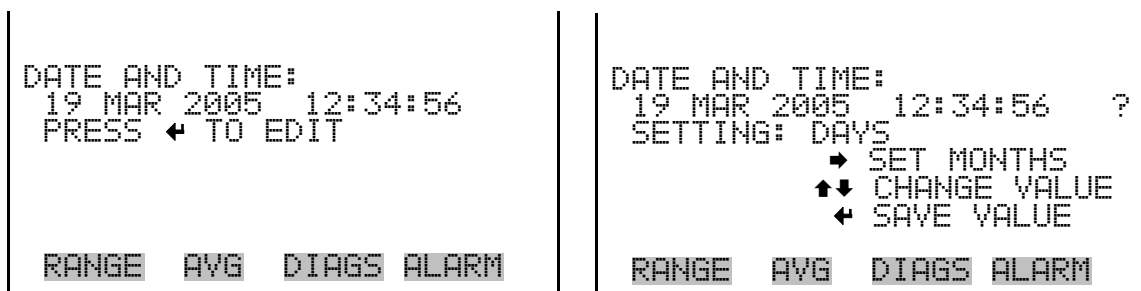 DATE AND TIME:
19 MAR 2005 12:34:56
PRESS ↵ TO EDIT
RANGE AVG DIAGS ALARM
DATE AND TIME:
19 MAR 2005 12:34:56 ?
SETTING: DAYS
➡ SET MONTHS
⬆⬇ CHANGE VALUE
↵ SAVE VALUE
RANGE AVG DIAGS ALARM